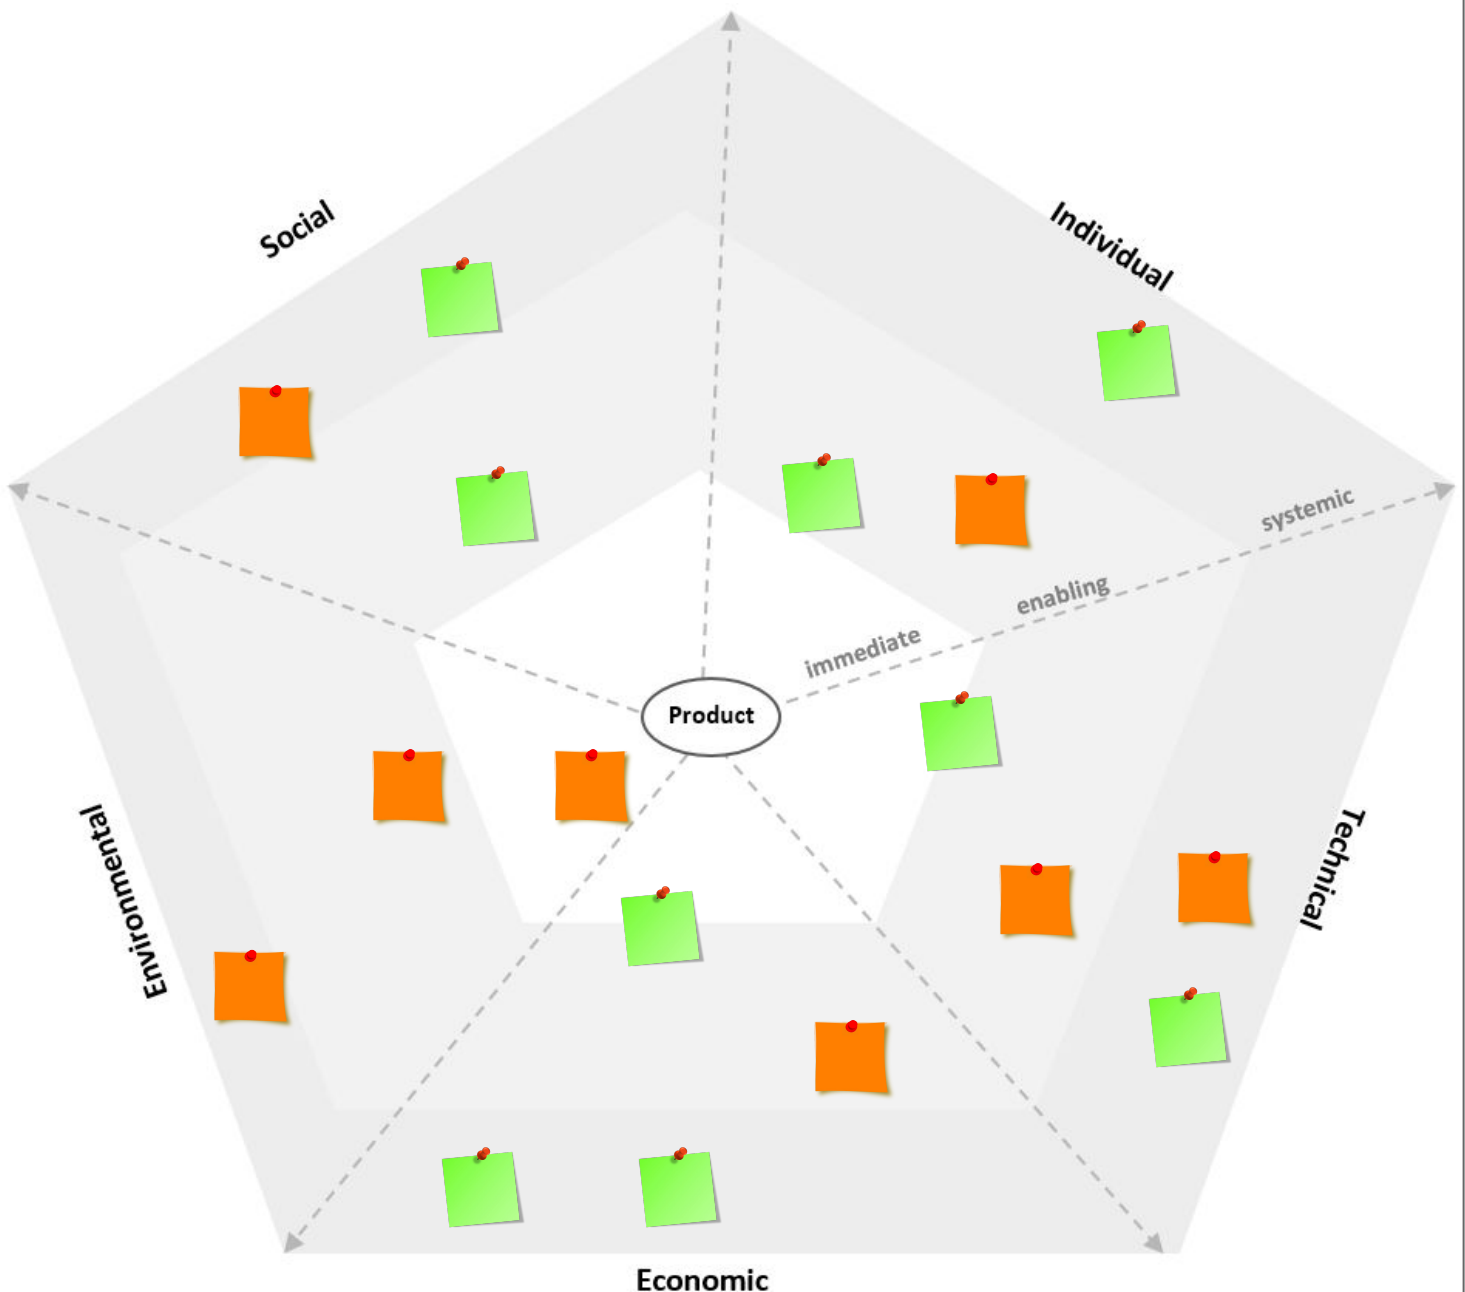 Social
Individual
systemic
enabling
immediate
Product
Environmental
Technical
Economic